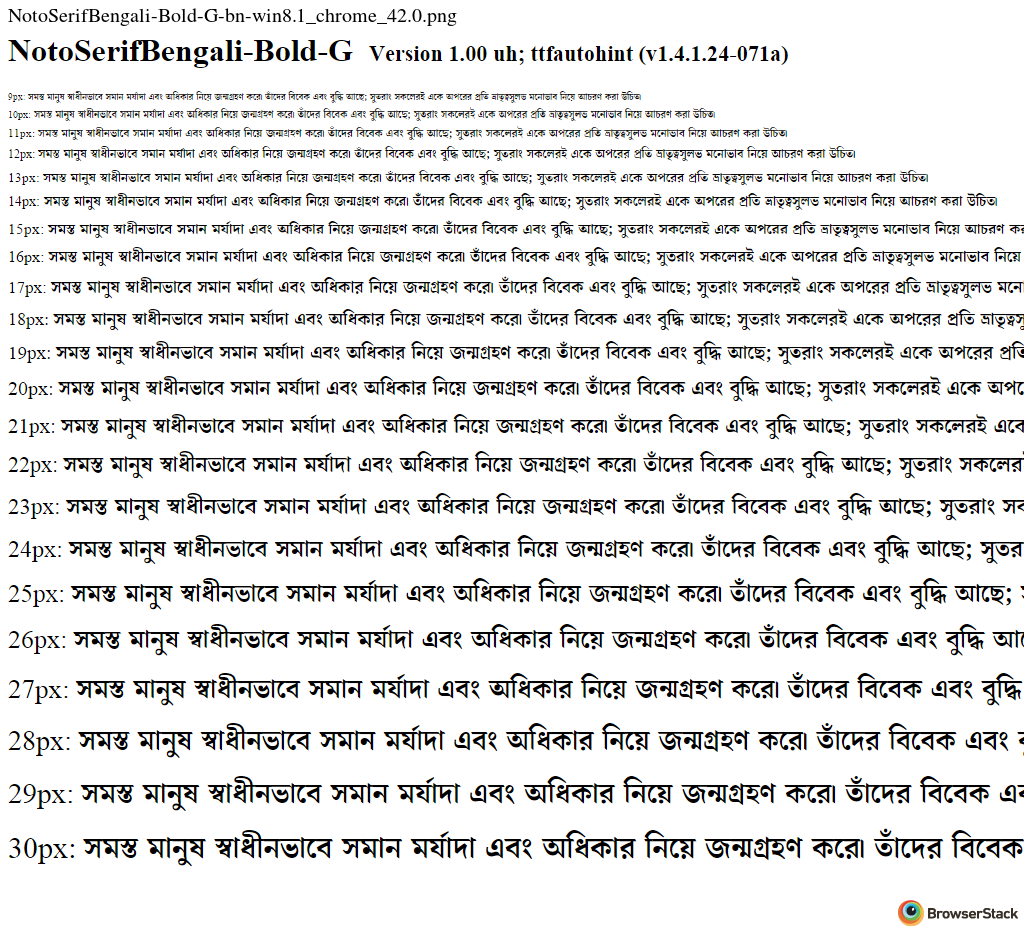 NotoSerifBengali-Bold-G-bn-win8.1_chrome_42.0.png
NotoSerifBengali-Bold-G Version 1.00 uh; ttfautohint (v1.4.1.24-071a)
9px: সমস্ত মানুষ স্বাধীনভাবে সমান মর্যাদা এবং অধিকার নিয়ে জন্মগ্রহণ করে। তাঁদের বিবেক এবং বুদ্ধি আছে; সুতরাং সকলেরই একে অপরের প্রতি ভ্রাতৃত্বসুলভ মনোভাব নিয়ে আচরণ করা উচিত।
10px: সমস্ত মানুষ স্বাধীনভাবে সমান মর্যাদা এবং অধিকার নিয়ে জন্মগ্রহণ করে। তাঁদের বিবেক এবং বুদ্ধি আছে; সুতরাং সকলেরই একে অপরের প্রতি ভ্রাতৃত্বসুলভ মনোভাব নিয়ে আচরণ করা উচিত।
11px: সমস্ত মানুষ স্বাধীনভাবে সমান মর্যাদা এবং অধিকার নিয়ে জন্মগ্রহণ করে। তাঁদের বিবেক এবং বুদ্ধি আছে; সুতরাং সকলেরই একে অপরের প্রতি ভ্রাতৃত্বসুলভ মনোভাব নিয়ে আচরণ করা উচিত।
12px: সমস্ত মানুষ স্বাধীনভাবে সমান মর্যাদা এবং অধিকার নিয়ে জন্মগ্রহণ করে। তাঁদের বিবেক এবং বুদ্ধি আছে; সুতরাং সকলেরই একে অপরের প্রতি ভ্রাতৃত্বসুলভ মনোভাব নিয়ে আচরণ করা উচিত।
13px: সমস্ত মানুষ স্বাধীনভাবে সমান মর্যাদা এবং অধিকার নিয়ে জন্মগ্রহণ করে। তাঁদের বিবেক এবং বুদ্ধি আছে; সুতরাং সকলেরই একে অপরের প্রতি ভ্রাতৃত্বসুলভ মনোভাব নিয়ে আচরণ করা উচিত।
14px: সমস্ত মানুষ স্বাধীনভাবে সমান মর্যাদা এবং অধিকার নিয়ে জন্মগ্রহণ করে। তাঁদের বিবেক এবং বুদ্ধি আছে; সুতরাং সকলেরই একে অপরের প্রতি ভ্রাতৃত্বসুলভ মনোভাব নিয়ে আচরণ করা উচিত।
15px: সমস্ত মানুষ স্বাধীনভাবে সমান মর্যাদা এবং অধিকার নিয়ে জন্মগ্রহণ করে। তাঁদের বিবেক এবং বুদ্ধি আছে; সুতরাং সকলেরই একে অপরের প্রতি ভ্রাতৃত্বসুলভ মনোভাব নিয়ে আচরণ
16px: সমস্ত মানুষ স্বাধীনভাবে সমান মর্যাদা এবং অধিকার নিয়ে জন্মগ্রহণ করে। তাঁদের বিবেক এবং বুদ্ধি আছে; সুতরাং সকলেরই একে অপরের প্রতি ভ্রাতৃত্বসুলভ মনোভাব নিয়ে
17px: সমস্ত মানুষ স্বাধীনভাবে সমান মর্যাদা এবং অধিকার নিয়ে জন্মগ্রহণ করে। তাঁদের বিবেক এবং বুদ্ধি আছে; সুতরাং সকলেরই একে অপরের প্রতি ভ্রাতৃত্বসুলভ
18px: সমস্ত মানুষ স্বাধীনভাবে সমান মর্যাদা এবং অধিকার নিয়ে জন্মগ্রহণ করে। তাঁদের বিবেক এবং বুদ্ধি আছে; সুতরাং সকলেরই একে অপরের প্রতি
19px: সমস্ত মানুষ স্বাধীনভাবে সমান মর্যাদা এবং অধিকার নিয়ে জন্মগ্রহণ করে। তাঁদের বিবেক এবং বুদ্ধি আছে; সুতরাং সকলেরই একে অপরের প্রতি
20px: সমস্ত মানুষ স্বাধীনভাবে সমান মর্যাদা এবং অধিকার নিয়ে জন্মগ্রহণ করে। তাঁদের বিবেক এবং বুদ্ধি আছে; সুতরাং সকলেরই একে
21px: সমস্ত মানুষ স্বাধীনভাবে সমান মর্যাদা এবং অধিকার নিয়ে জন্মগ্রহণ করে। তাঁদের বিবেক এবং বুদ্ধি আছে; সুতরাং সকলেরই একে
22px: সমস্ত মানুষ স্বাধীনভাবে সমান মর্যাদা এবং অধিকার নিয়ে জন্মগ্রহণ করে। তাঁদের বিবেক এবং বুদ্ধি আছে; সুতরাং
23px: সমস্ত মানুষ স্বাধীনভাবে সমান মর্যাদা এবং অধিকার নিয়ে জন্মগ্রহণ করে। তাঁদের বিবেক এবং বুদ্ধি আছে; সুতরাং
24px: সমস্ত মানুষ স্বাধীনভাবে সমান মর্যাদা এবং অধিকার নিয়ে জন্মগ্রহণ করে। তাঁদের বিবেক এবং বুদ্ধি আছে;
25px: সমস্ত মানুষ স্বাধীনভাবে সমান মর্যাদা এবং অধিকার নিয়ে জন্মগ্রহণ করে। তাঁদের বিবেক এবং বুদ্ধি আছে;
26px: সমস্ত মানুষ স্বাধীনভাবে সমান মর্যাদা এবং অধিকার নিয়ে জন্মগ্রহণ করে। তাঁদের বিবেক এবং বুদ্ধি
27px: সমস্ত মানুষ স্বাধীনভাবে সমান মর্যাদা এবং অধিকার নিয়ে জন্মগ্রহণ করে। তাঁদের বিবেক এবং বুদ্ধি
28px: সমস্ত মানুষ স্বাধীনভাবে সমান মর্যাদা এবং অধিকার নিয়ে জন্মগ্রহণ করে। তাঁদের বিবেক এবং
29px: সমস্ত মানুষ স্বাধীনভাবে সমান মর্যাদা এবং অধিকার নিয়ে জন্মগ্রহণ করে। তাঁদের বিবেক
30px: সমস্ত মানুষ স্বাধীনভাবে সমান মর্যাদা এবং অধিকার নিয়ে জন্মগ্রহণ করে। তাঁদের বিবেক
BrowserStack